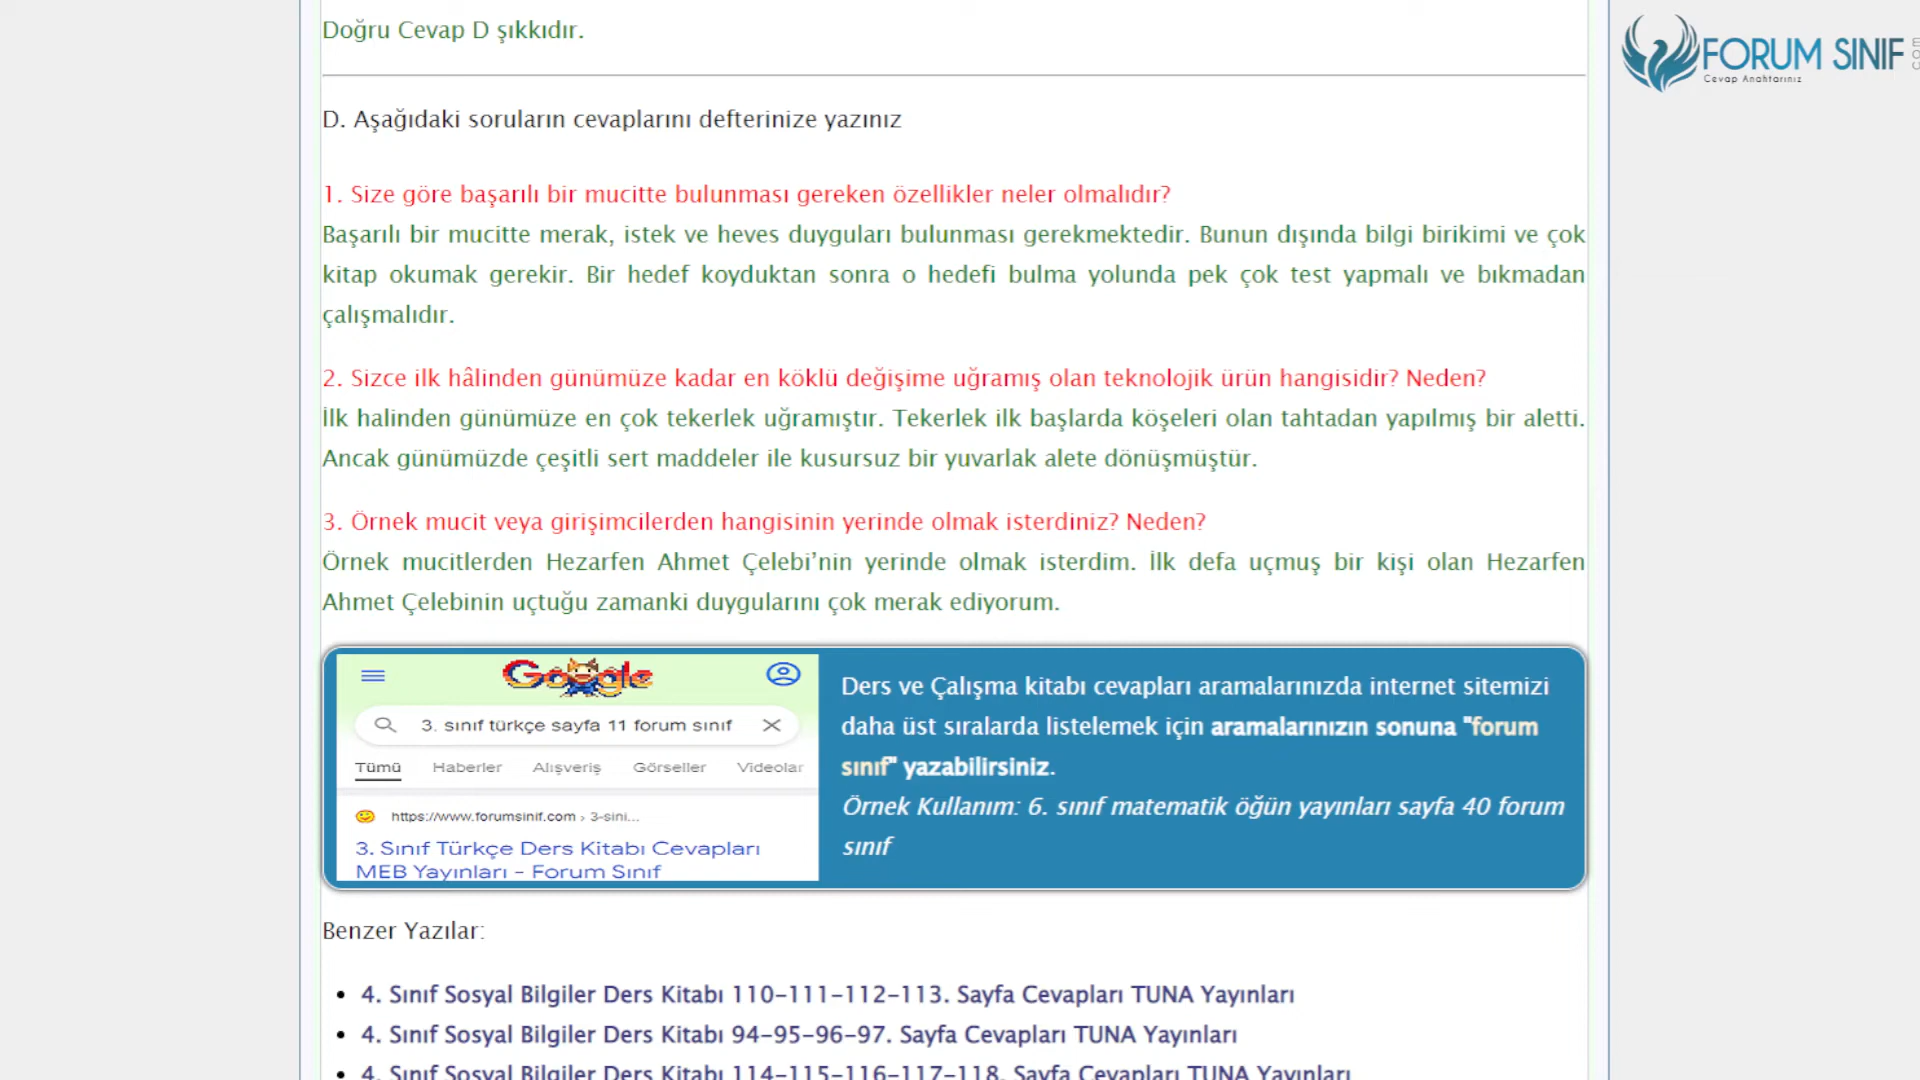 Doğru Cevap D şıkkıdır.
FORUM SINIF
com
Cevap Anahtarınız
D. Aşağıdaki soruların cevaplarını defterinize yazınız
1. Size göre başarılı bir mucitte bulunması gereken özellikler neler olmalıdır?
Başarılı bir mucitte merak, istek ve heves duyguları bulunması gerekmektedir. Bunun dışında bilgi birikimi ve çok
kitap okumak gerekir. Bir hedef koyduktan sonra o hedefi bulma yolunda pek çok test yapmalı ve bıkmadan
çalışmalıdır.
2. Sizce ilk hâlinden günümüze kadar en köklü değişime uğramış olan teknolojik ürün hangisidir? Neden?
İlk halinden günümüze en çok tekerlek uğramıştır. Tekerlek ilk başlarda köşeleri olan tahtadan yapılmış bir aletti.
Ancak günümüzde çeşitli sert maddeler ile kusursuz bir yuvarlak alete dönüşmüştür.
3. Örnek mucit veya girişimcilerden hangisinin yerinde olmak isterdiniz? Neden?
Örnek mucitlerden Hezarfen Ahmet Çelebi’nin yerinde olmak isterdim. İlk defa uçmuş bir kişi olan Hezarfen
Ahmet Çelebinin uçtuğu zamanki duygularını çok merak ediyorum.
Google
3. sınıf türkçe sayfa 11 forum sınıf
Tümü Haberler Alışveriş Görseller Videolar
https://www.forumsinif.com › 3-sini...
3. Sınıf Türkçe Ders Kitabı Cevapları
MEB Yayınları – Forum Sınıf
Ders ve Çalışma kitabı cevapları aramalarınızda internet sitemizi
daha üst sıralarda listelemek için aramalarınızın sonuna "forum
sınıf" yazabilirsiniz.
Örnek Kullanım: 6. sınıf matematik öğün yayınları sayfa 40 forum
sınıf
Benzer Yazılar:
• 4. Sınıf Sosyal Bilgiler Ders Kitabı 110-111-112-113. Sayfa Cevapları TUNA Yayınları
• 4. Sınıf Sosyal Bilgiler Ders Kitabı 94-95-96-97. Sayfa Cevapları TUNA Yayınları
• 4. Sınıf Sosyal Bilgiler Ders Kitabı 114-115-116-117-118. Sayfa Cevapları TUNA Yayınları